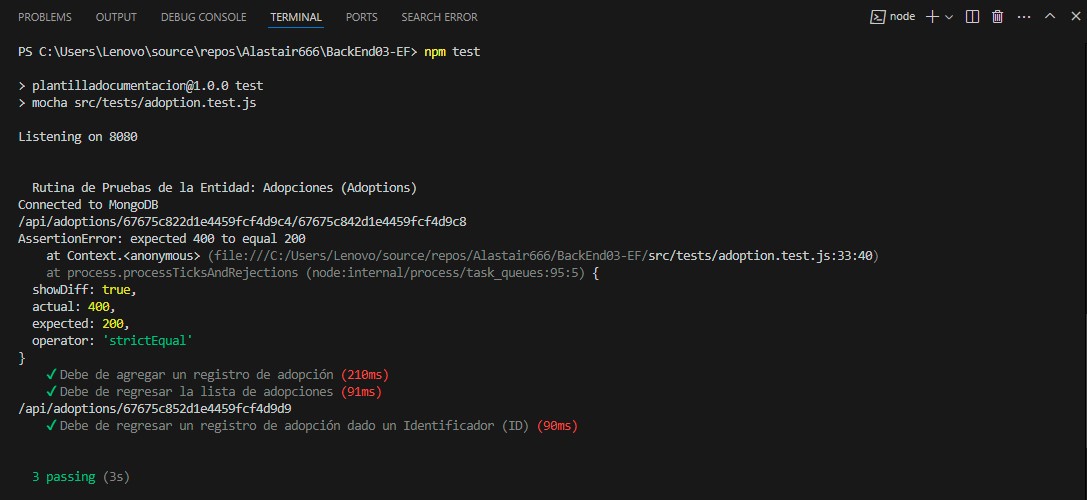 PROBLEMS OUTPUT DEBUG CONSOLE TERMINAL PORTS SEARCH ERROR node
PS C:\Users\Lenovo\source\repos\Alastair666\BackEnd03-EF> npm test
> plantilladocumentacion@1.0.0 test
> mocha src/tests/adoption.test.js
Listening on 8080
Rutina de Pruebas de la Entidad: Adopciones (Adoptions)
Connected to MongoDB
/api/adoptions/67675c822d1e4459fcf4d9c4/67675c842d1e4459fcf4d9c8
AssertionError: expected 400 to equal 200
at Context.<anonymous> (file:///C:/Users/Lenovo/source/repos/Alastair666/BackEnd03-EF/src/tests/adoption.test.js:33:40)
at process.processTicksAndRejections (node:internal/process/task_queues:95:5) {
showDiff: true,
actual: 400,
expected: 200,
operator: 'strictEqual'
}
✓ Debe de agregar un registro de adopción (210ms)
✓ Debe de regresar la lista de adopciones (91ms)
/api/adoptions/67675c852d1e4459fcf4d9d9
✓ Debe de regresar un registro de adopción dado un Identificador (ID) (90ms)
3 passing (3s)